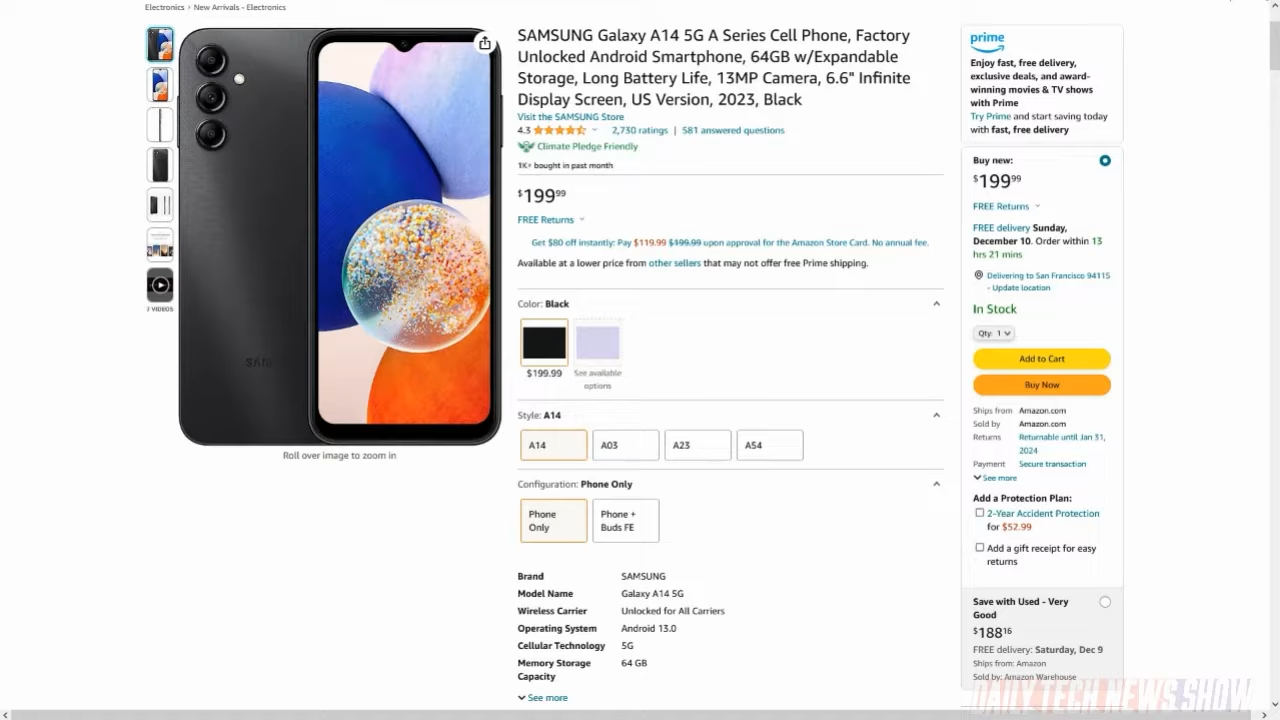 Electronics › New Arrivals - Electronics
SAMSUNG Galaxy A14 5G A Series Cell Phone, Factory
Unlocked Android Smartphone, 64GB w/Expandable
Storage, Long Battery Life, 13MP Camera, 6.6" Infinite
Display Screen, US Version, 2023, Black
Visit the SAMSUNG Store
4.3 2,730 ratings | 581 answered questions
Climate Pledge Friendly
1K+ bought in past month
$19999
FREE Returns
Get $80 off instantly: Pay $119.99 $199.99 upon approval for the Amazon Store Card. No annual fee.
Available at a lower price from other sellers that may not offer free Prime shipping.
Color: Black
$199.99
See available
options
Style: A14
A14 A03 A23 A54
Configuration: Phone Only
Phone
Only
Phone +
Buds FE
Brand SAMSUNG
Model Name Galaxy A14 5G
Wireless Carrier Unlocked for All Carriers
Operating System Android 13.0
Cellular Technology 5G
Memory Storage 64 GB
Capacity
See more
7 VIDEOS
Roll over image to zoom in
prime
Enjoy fast, free delivery,
exclusive deals, and award-
winning movies & TV shows
with Prime
Try Prime and start saving today
with fast, free delivery
Buy new:
$19999
FREE Returns
FREE delivery Sunday,
December 10. Order within 13
hrs 21 mins
Delivering to San Francisco 94115
- Update location
In Stock
Qty: 1
Add to Cart
Buy Now
Ships from Amazon.com
Sold by Amazon.com
Returns Returnable until Jan 31,
2024
Payment Secure transaction
See more
Add a Protection Plan:
2-Year Accident Protection
for $52.99
Add a gift receipt for easy
returns
Save with Used - Very
Good
$18816
FREE delivery: Saturday, Dec 9
Ships from: Amazon
Sold by: Amazon Warehouse
DAILY TECH NEWS SHOW